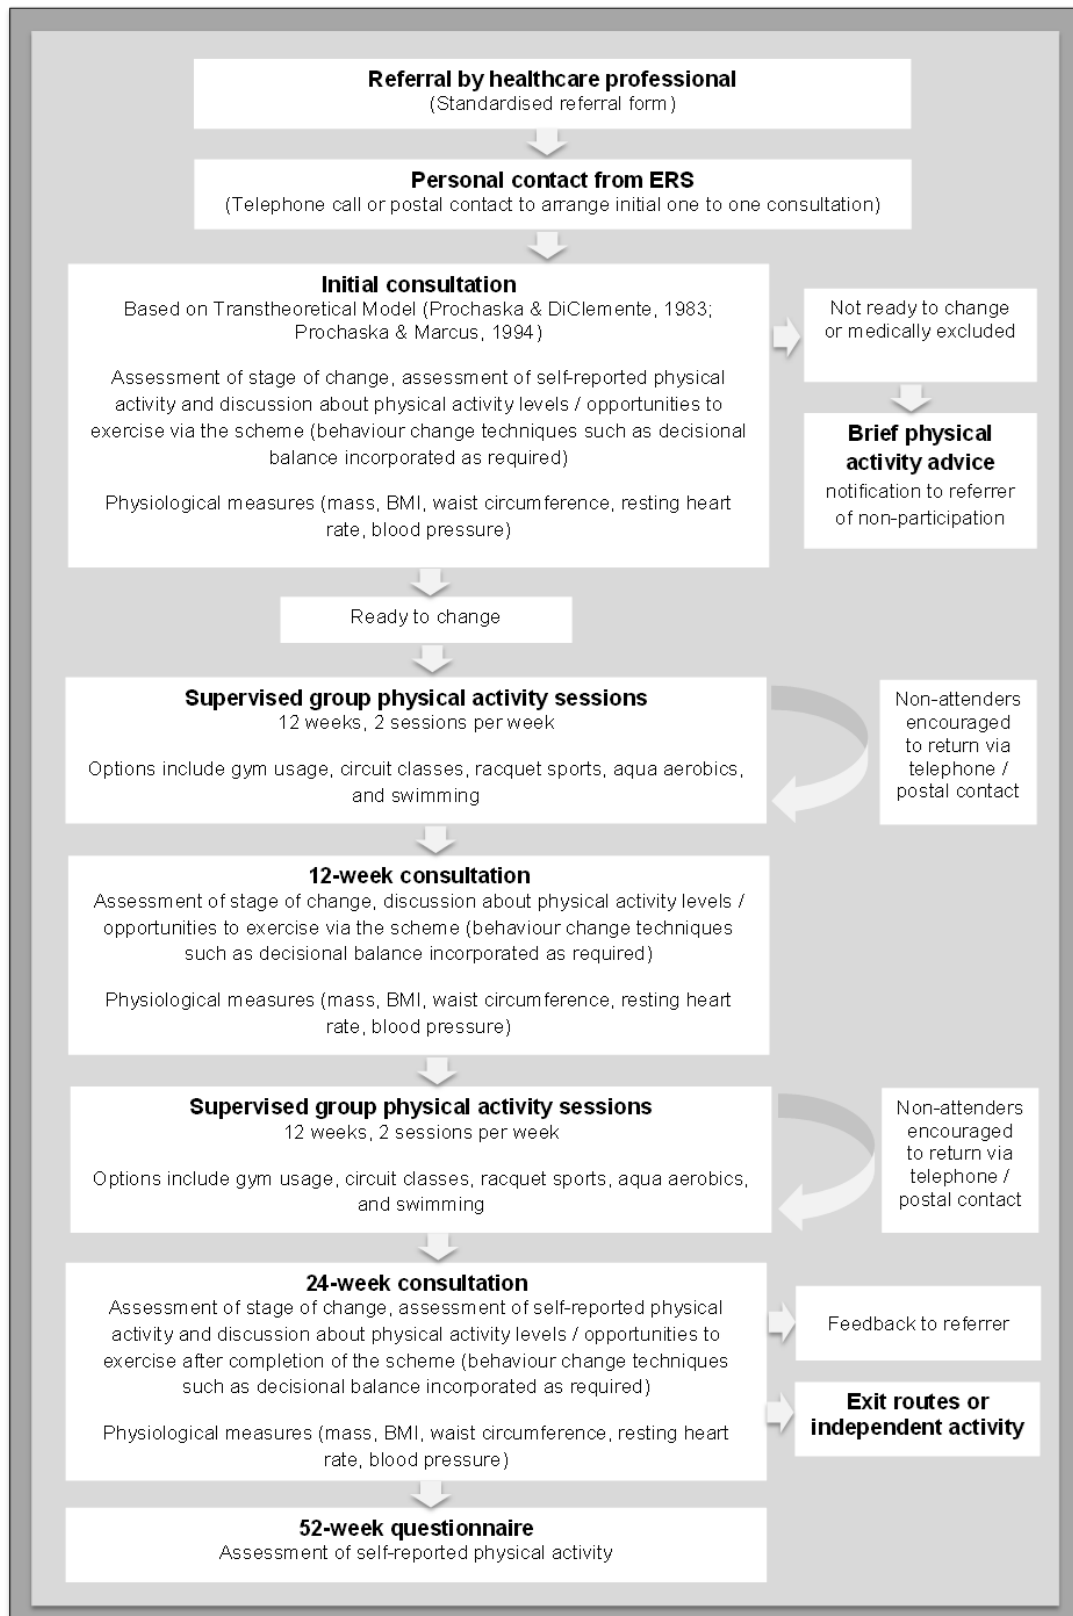 Referral by healthcare professional
(Standardised referral form)
Personal contact from ERS
(Telephone call or postal contact to arrange initial one to one consultation)
Initial consultation
Based on Transtheoretical Model (Prochaska & DiClemente, 1983;
Prochaska & Marcus, 1994)
Assessment of stage of change, assessment of self-reported physical
activity and discussion about physical activity levels / opportunities to
exercise via the scheme (behaviour change techniques such as decisional
balance incorporated as required)
Physiological measures (mass, BMI, waist circumference, resting heart
rate, blood pressure)
Not ready to change
or medically excluded
Brief physical
activity advice
notification to referrer
of non-participation
Ready to change
Supervised group physical activity sessions
12 weeks, 2 sessions per week
Options include gym usage, circuit classes, racquet sports, aqua aerobics,
and swimming
Non-attenders
encouraged
to return via
telephone /
postal contact
12-week consultation
Assessment of stage of change, discussion about physical activity levels /
opportunities to exercise via the scheme (behaviour change techniques
such as decisional balance incorporated as required)
Physiological measures (mass, BMI, waist circumference, resting heart
rate, blood pressure)
Supervised group physical activity sessions
12 weeks, 2 sessions per week
Options include gym usage, circuit classes, racquet sports, aqua aerobics,
and swimming
Non-attenders
encouraged
to return via
telephone /
postal contact
24-week consultation
Assessment of stage of change, assessment of self-reported physical
activity and discussion about physical activity levels / opportunities to
exercise after completion of the scheme (behaviour change techniques
such as decisional balance incorporated as required)
Physiological measures (mass, BMI, waist circumference, resting heart
rate, blood pressure)
Feedback to referrer
Exit routes or
independent activity
52-week questionnaire
Assessment of self-reported physical activity